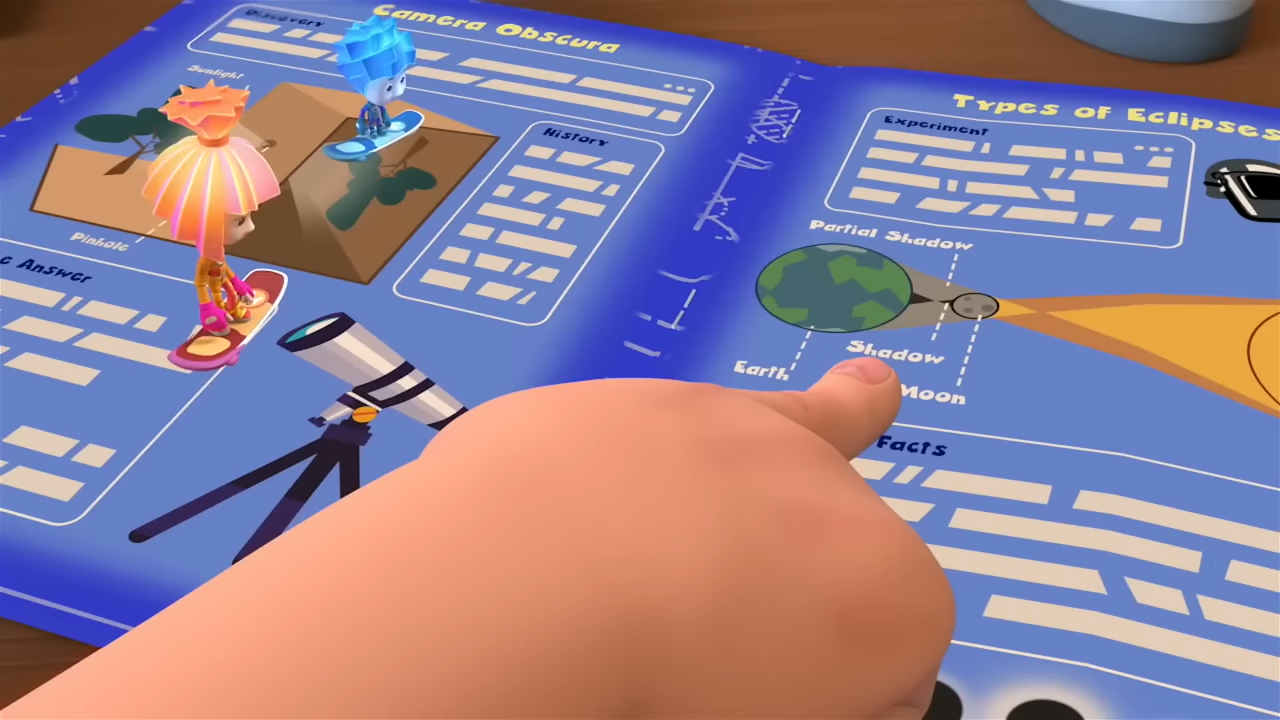 Camera Obscura
Discovery
Sunlight
History
Pinhole
Answer
Types of Eclipses
Experiment
Partial Shadow
Shadow
Earth
Moon
Facts